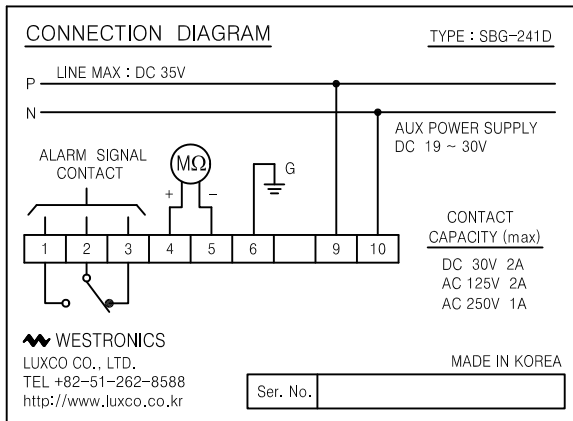 CONNECTION DIAGRAM
TYPE : SBG-241D
LINE MAX : DC 35V
P
N
AUX POWER SUPPLY
DC 19 ~ 30V
ALARM SIGNAL
CONTACT
MΩ
+ −
G
1 2 3 4 5 6 9 10
CONTACT
CAPACITY (max)
DC 30V 2A
AC 125V 2A
AC 250V 1A
WESTRONICS
LUXCO CO., LTD.
TEL +82-51-262-8588
http://www.luxco.co.kr
MADE IN KOREA
Ser. No.